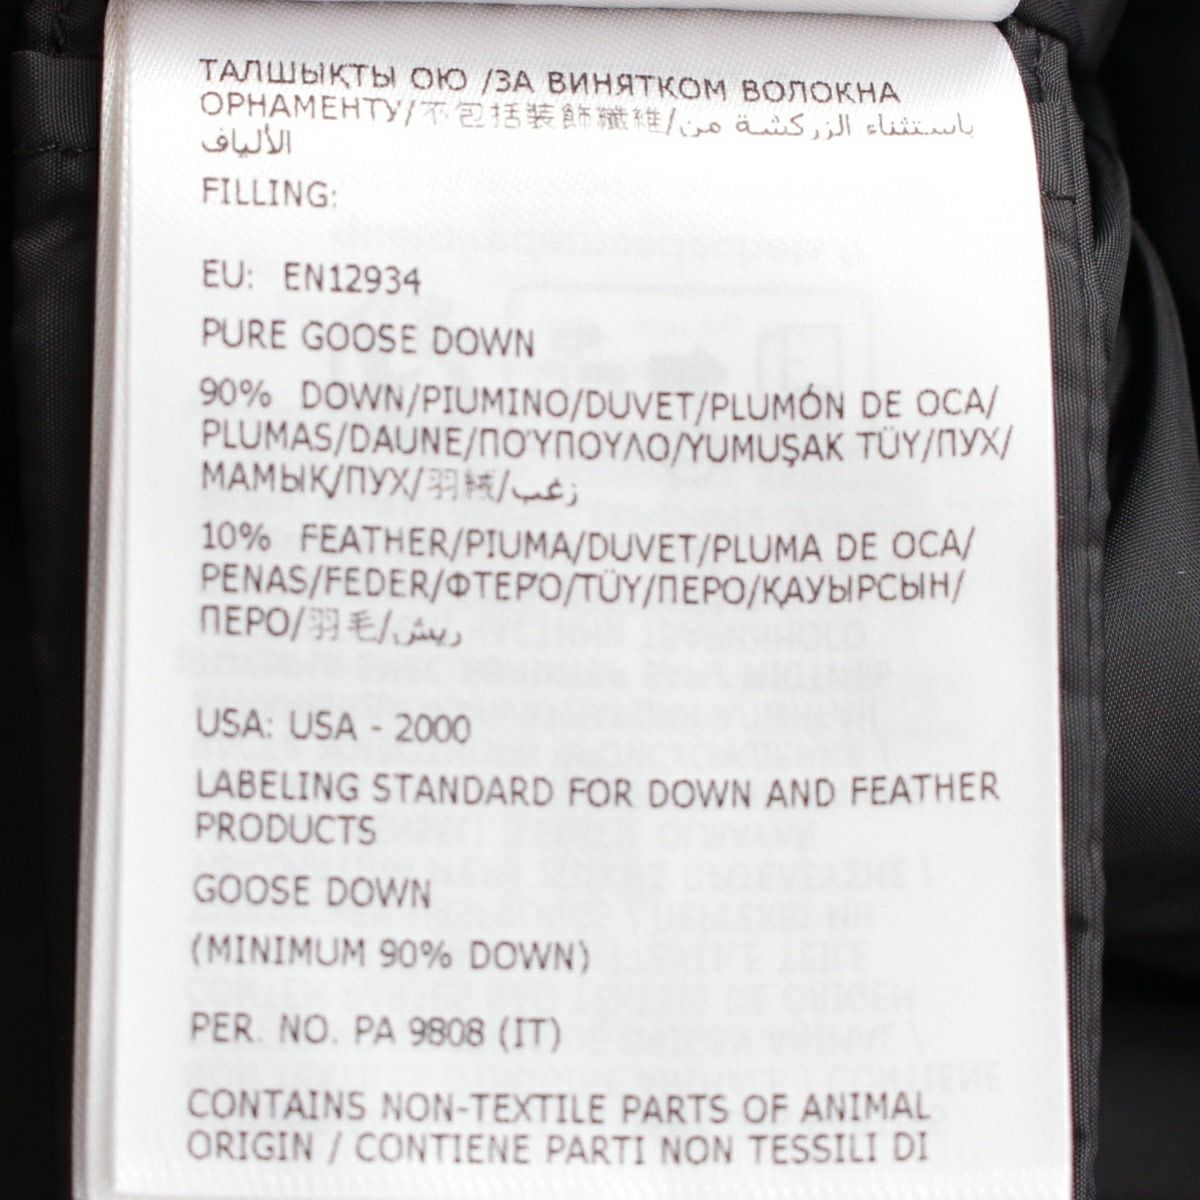 ТАЛШЫҚТЫ ОЮ /ЗА ВИНЯТКОМ ВОЛОКНА
ОРНАМЕНТУ/不包括装飾纖維/باستثناء الزركشة من
الألياف
FILLING:
EU: EN12934
PURE GOOSE DOWN
90% DOWN/PIUMINO/DUVET/PLUMÓN DE OCA/
PLUMAS/DAUNE/ΠΟΎΠΟΥΛΟ/YUMUŞAK TÜY/ПУХ/
МАМЫҚ/ПУХ/羽絨/زغب
10% FEATHER/PIUMA/DUVET/PLUMA DE OCA/
PENAS/FEDER/ΦΤΕΡΌ/TÜY/ПЕРО/ҚАУЫРСЫН/
ПЕРО/羽毛/ريش
USA: USA - 2000
LABELING STANDARD FOR DOWN AND FEATHER
PRODUCTS
GOOSE DOWN
(MINIMUM 90% DOWN)
PER. NO. PA 9808 (IT)
CONTAINS NON-TEXTILE PARTS OF ANIMAL
ORIGIN / CONTIENE PARTI NON TESSILI DI